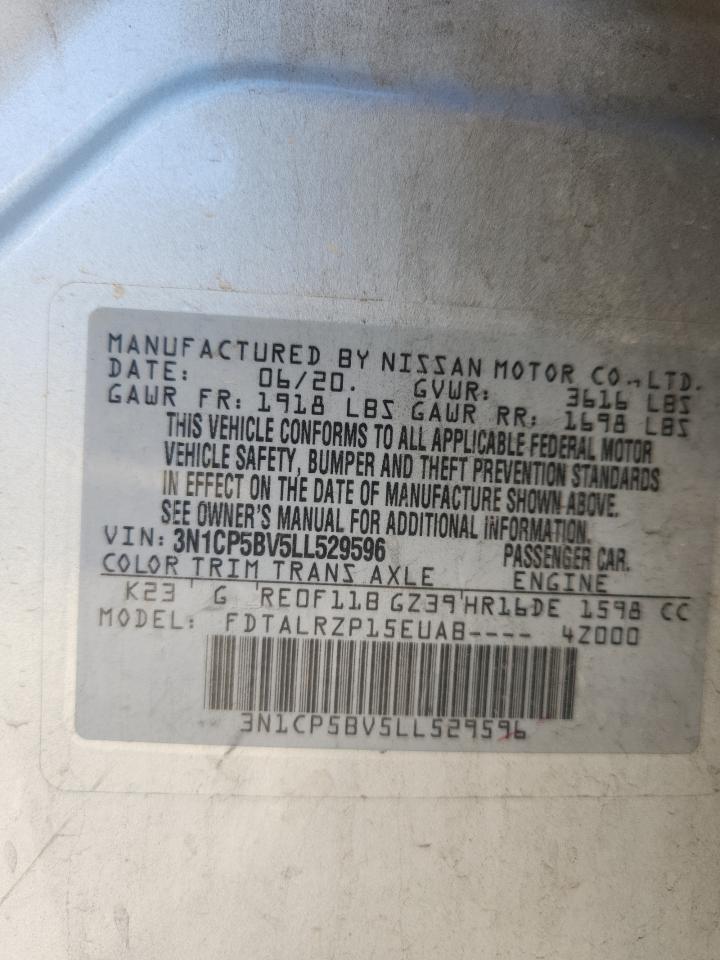 MANUFACTURED BY NISSAN MOTOR CO., LTD.
DATE: 06/20. GVWR: 3616 LBS
GAWR FR: 1918 LBS GAWR RR: 1698 LBS
THIS VEHICLE CONFORMS TO ALL APPLICABLE FEDERAL MOTOR
VEHICLE SAFETY, BUMPER AND THEFT PREVENTION STANDARDS
IN EFFECT ON THE DATE OF MANUFACTURE SHOWN ABOVE.
SEE OWNER'S MANUAL FOR ADDITIONAL INFORMATION.
VIN: 3N1CP5BV5LL529596 PASSENGER CAR.
COLOR TRIM TRANS AXLE ENGINE
K23 G RE0F11B GZ39 HR16DE 1598 CC
MODEL: FDTALRZP15EUAB---- 4Z000
3N1CP5BV5LL529596